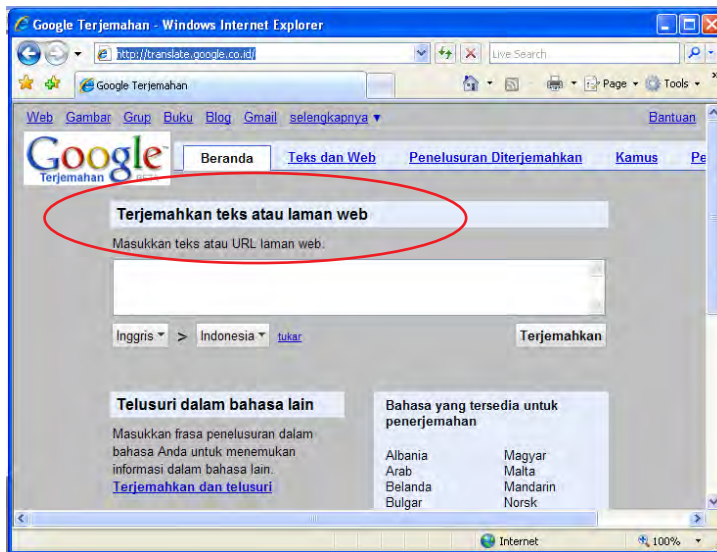 Google Terjemahan - Windows Internet Explorer
http://translate.google.co.id/
Live Search
Google Terjemahan
Page
Tools
Web Gambar Grup Buku Blog Gmail selengkapnya ▼ Bantuan
Google Terjemahan BETA
Beranda Teks dan Web Penelusuran Diterjemahkan Kamus Pe
Terjemahkan teks atau laman web
Masukkan teks atau URL laman web.
Inggris > Indonesia tukar Terjemahkan
Telusuri dalam bahasa lain
Masukkan frasa penelusuran dalam
bahasa Anda untuk menemukan
informasi dalam bahasa lain.
Terjemahkan dan telusuri
Bahasa yang tersedia untuk
penerjemahan
Albania Magyar
Arab Malta
Belanda Mandarin
Bulgar Norsk
Internet 100%